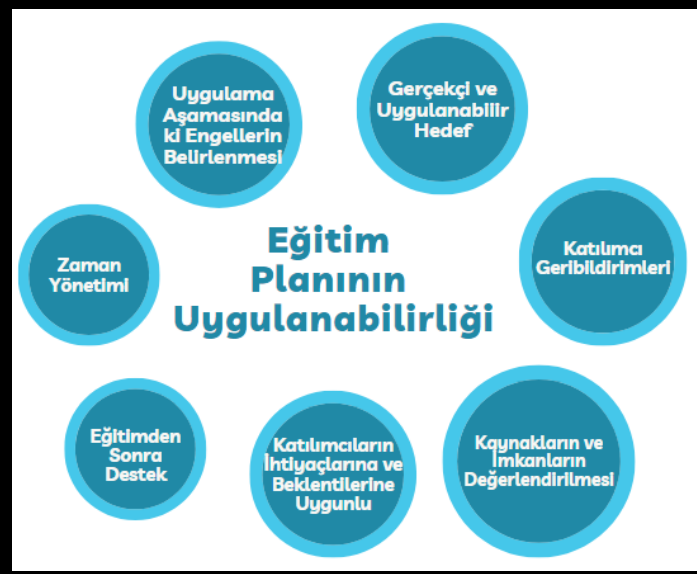 Uygulama
Aşamasında
ki Engellerin
Belirlenmesi
Gerçekçi ve
Uygulanabilir
Hedef
Eğitim
Planının
Uygulanabilirliği
Zaman
Yönetimi
Katılımcı
Geribildirimleri
Eğitimden
Sonra
Destek
Katılımcıların
İhtiyaçlarına ve
Beklentilerine
Uygunlu
Kaynakların ve
İmkanların
Değerlendirilmesi